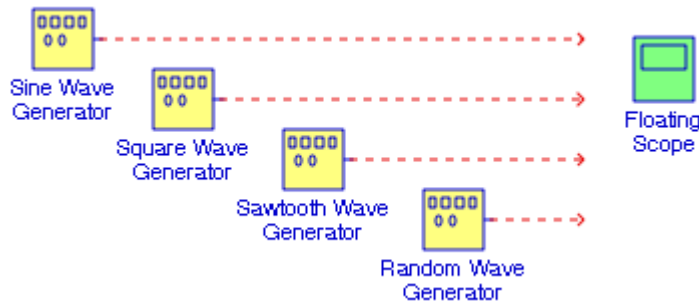 Sine Wave
Generator
Square Wave
Generator
Sawtooth Wave
Generator
Random Wave
Generator
Floating
Scope